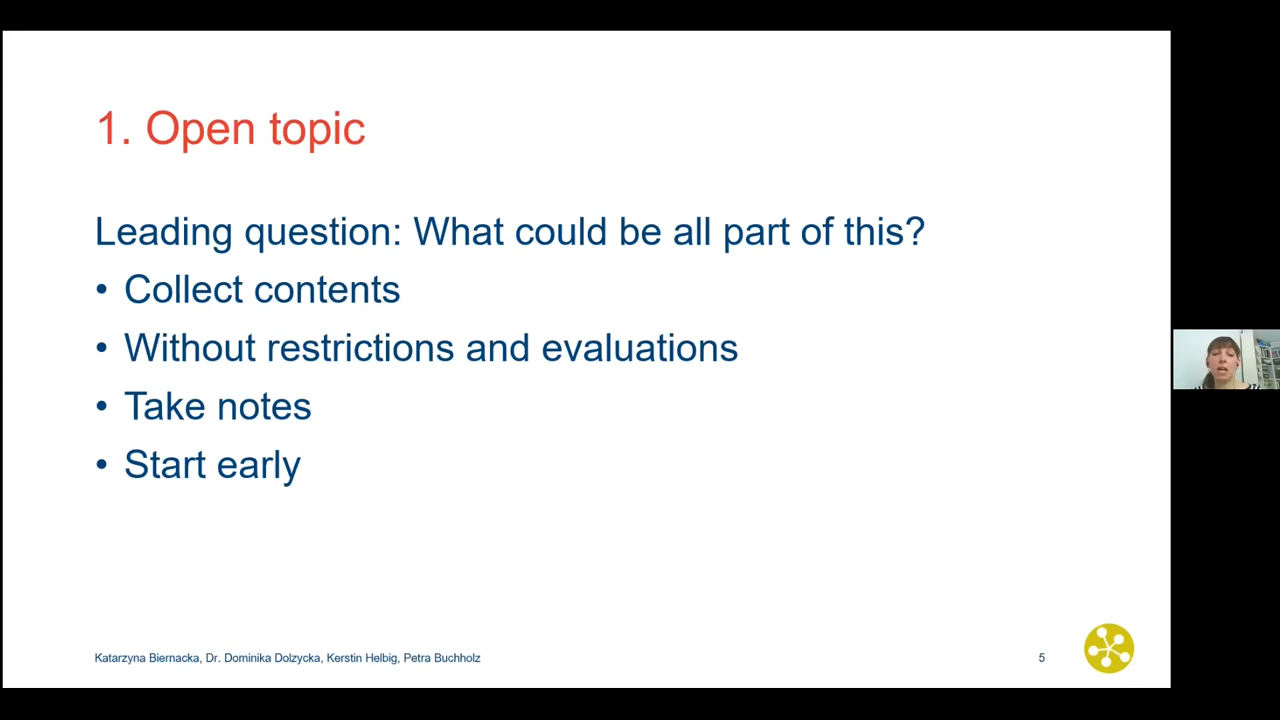 1. Open topic
Leading question: What could be all part of this?
• Collect contents
• Without restrictions and evaluations
• Take notes
• Start early
Katarzyna Biernacka, Dr. Dominika Dolzycka, Kerstin Helbig, Petra Buchholz
5